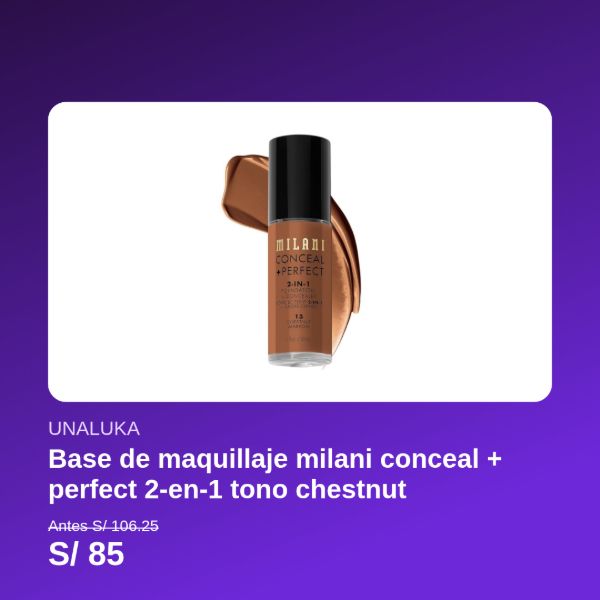 MILANI
CONCEAL
+PERFECT
2-IN-1
FOUNDATION
13
UNALUKA
Base de maquillaje milani conceal +
perfect 2-en-1 tono chestnut
Antes S/ 106.25
S/ 85